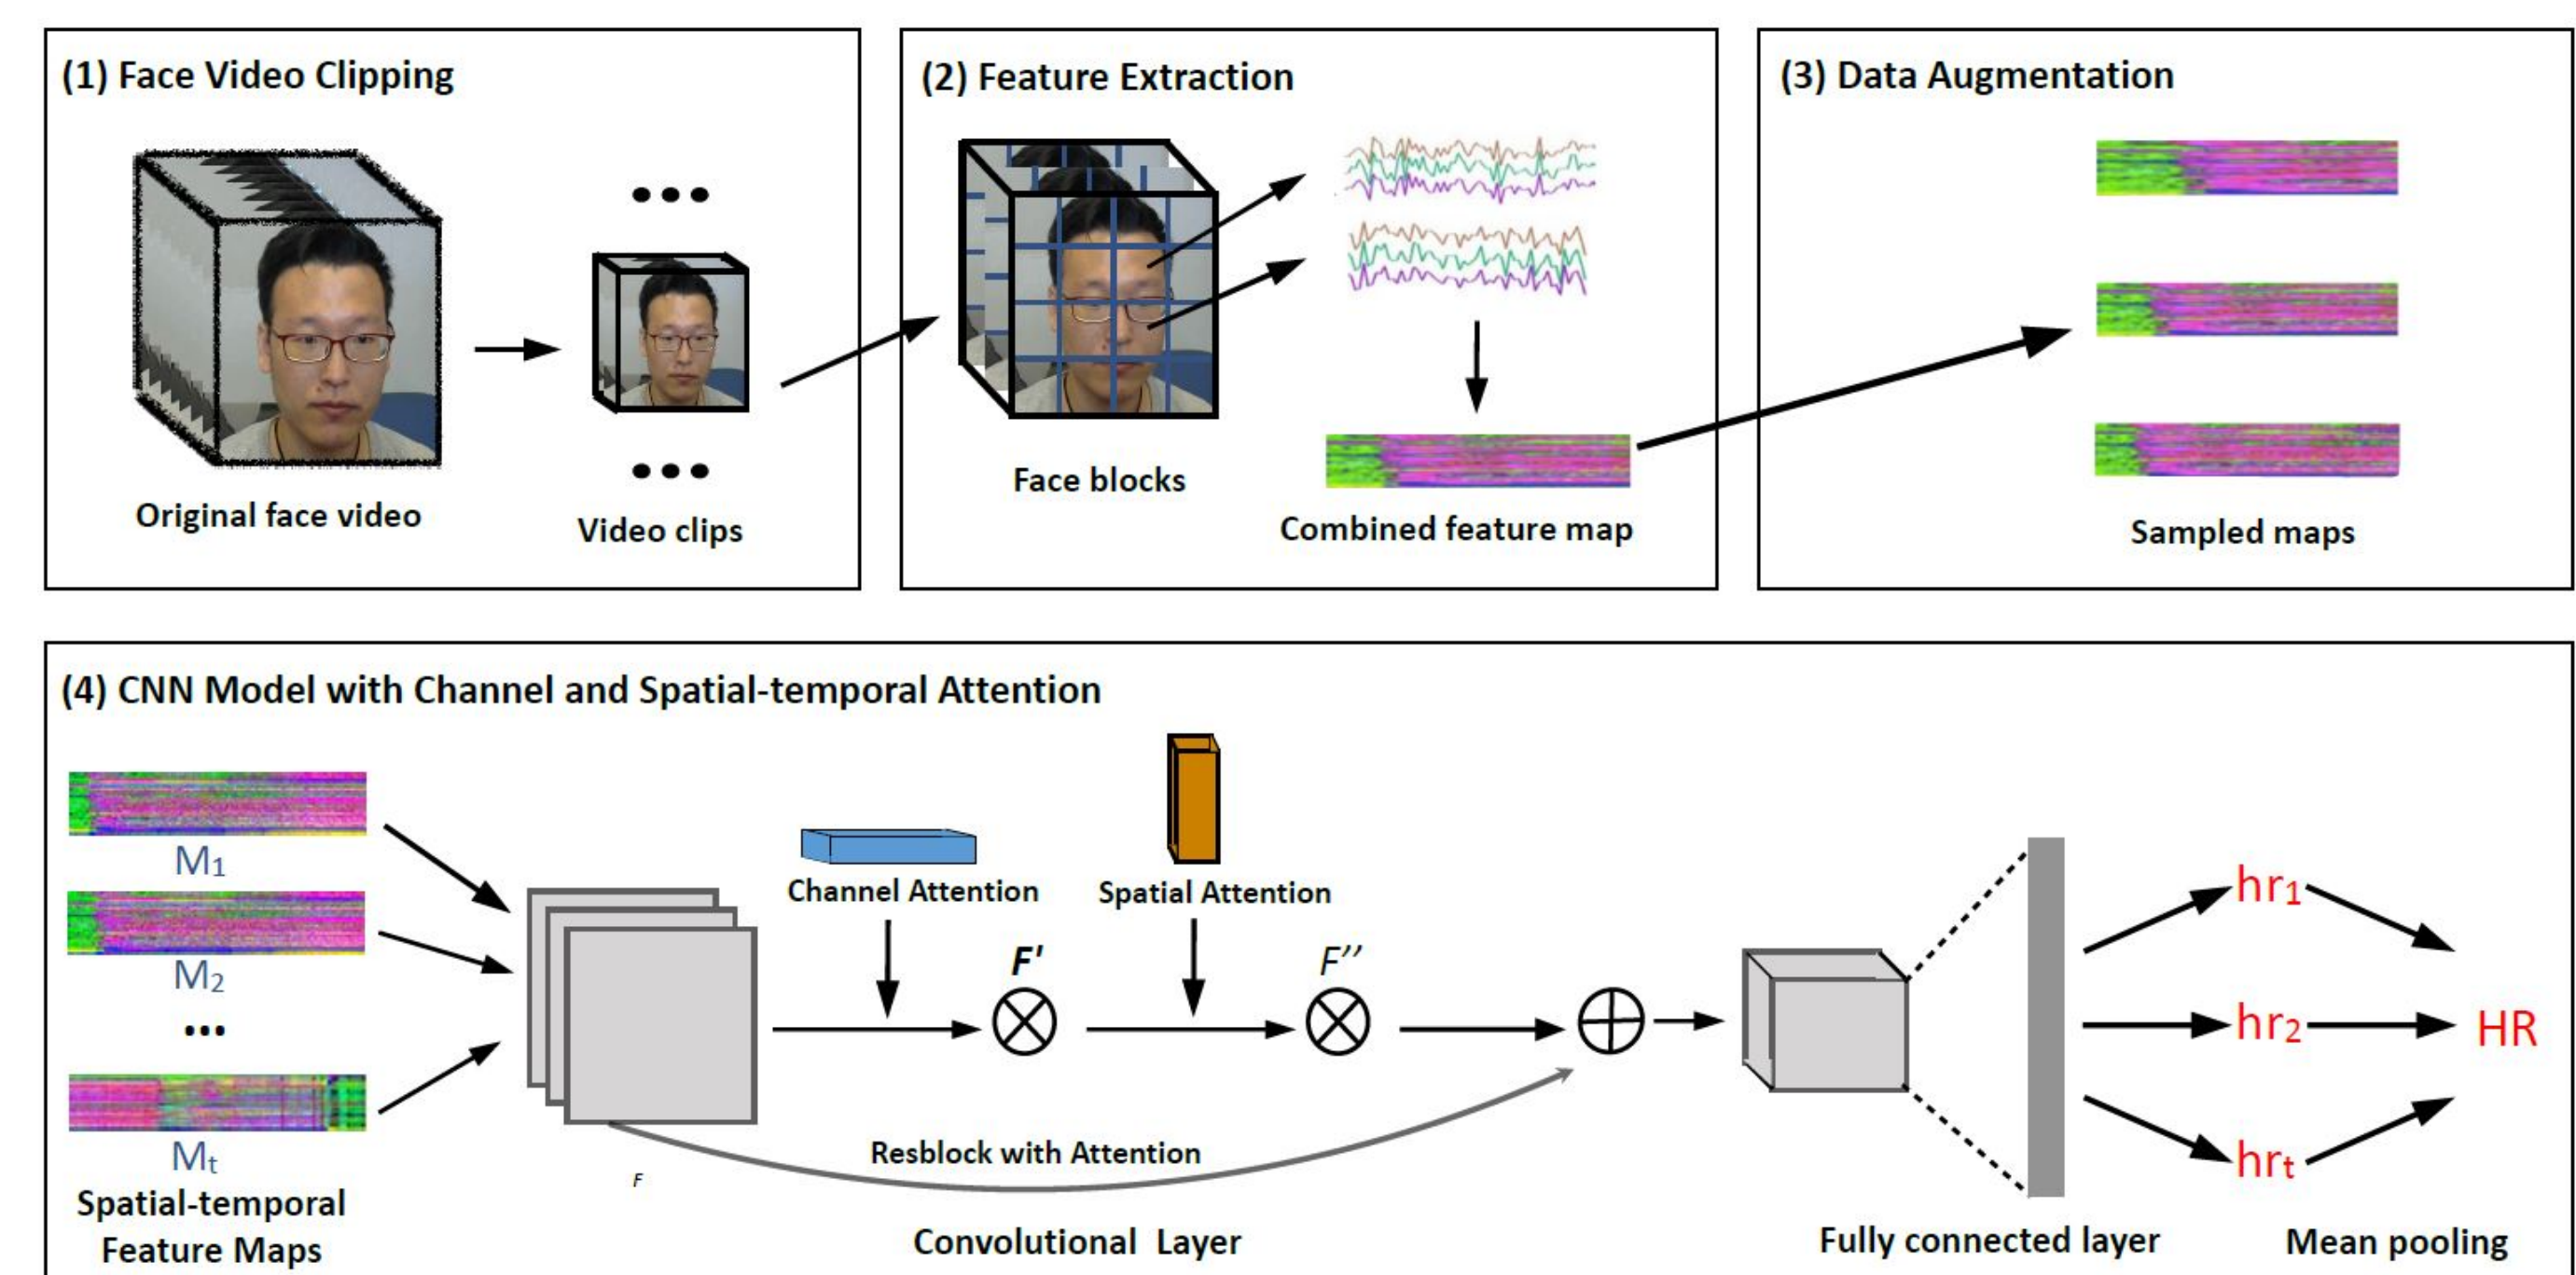 (1) Face Video Clipping
Original face video
Video clips
(2) Feature Extraction
Face blocks
Combined feature map
(3) Data Augmentation
Sampled maps
(4) CNN Model with Channel and Spatial-temporal Attention
M1
M2
...
Mt
Spatial-temporal
Feature Maps
F
Channel Attention
Spatial Attention
F'
F''
Resblock with Attention
Convolutional Layer
Fully connected layer
hr1
hr2
hrt
HR
Mean pooling